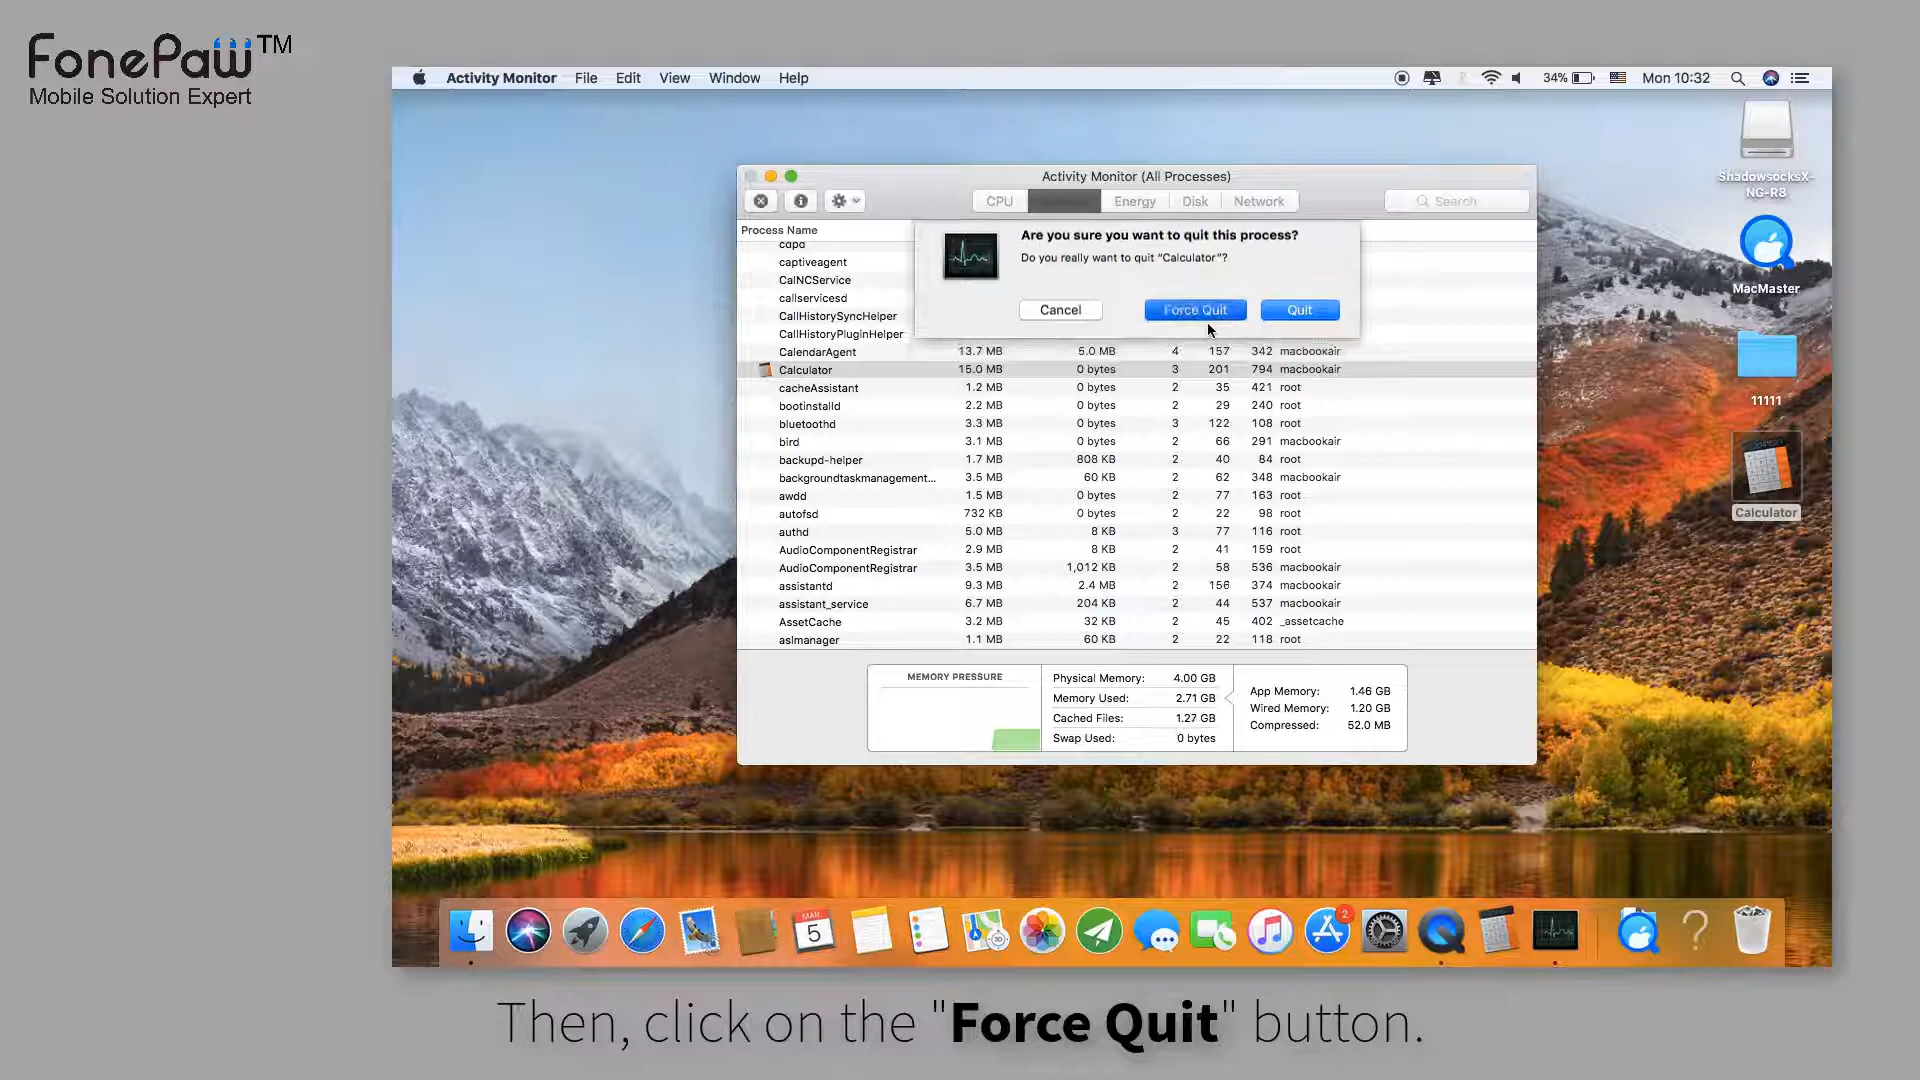 FonePaw™
Mobile Solution Expert
Activity Monitor File Edit View Window Help
34% Mon 10:32
ShadowsocksX-
NG-R8
MacMaster
11111
Calculator
Activity Monitor (All Processes)
CPU Energy Disk Network
Search
Process Name
Are you sure you want to quit this process?
Do you really want to quit "Calculator"?
Cancel Force Quit Quit
cdpd
captiveagent
CalNCService
callservicesd
CallHistorySyncHelper
CallHistoryPluginHelper
CalendarAgent 13.7 MB 5.0 MB 4 157 342 macbookair
Calculator 15.0 MB 0 bytes 3 201 794 macbookair
cacheAssistant 1.2 MB 0 bytes 2 35 421 root
bootinstalld 2.2 MB 0 bytes 2 29 240 root
bluetoothd 3.3 MB 0 bytes 3 122 108 root
bird 3.1 MB 0 bytes 2 66 291 macbookair
backupd-helper 1.7 MB 808 KB 2 40 84 root
backgroundtaskmanagement... 3.5 MB 60 KB 2 62 348 macbookair
awdd 1.5 MB 0 bytes 2 77 163 root
autofsd 732 KB 0 bytes 2 22 98 root
authd 5.0 MB 8 KB 3 77 116 root
AudioComponentRegistrar 2.9 MB 8 KB 2 41 159 root
AudioComponentRegistrar 3.5 MB 1,012 KB 2 58 536 macbookair
assistantd 9.3 MB 2.4 MB 2 156 374 macbookair
assistant_service 6.7 MB 204 KB 2 44 537 macbookair
AssetCache 3.2 MB 32 KB 2 45 402 _assetcache
aslmanager 1.1 MB 60 KB 2 22 118 root
MEMORY PRESSURE
Physical Memory: 4.00 GB
Memory Used: 2.71 GB
Cached Files: 1.27 GB
Swap Used: 0 bytes
App Memory: 1.46 GB
Wired Memory: 1.20 GB
Compressed: 52.0 MB
MAR
5
2
Then, click on the "Force Quit" button.